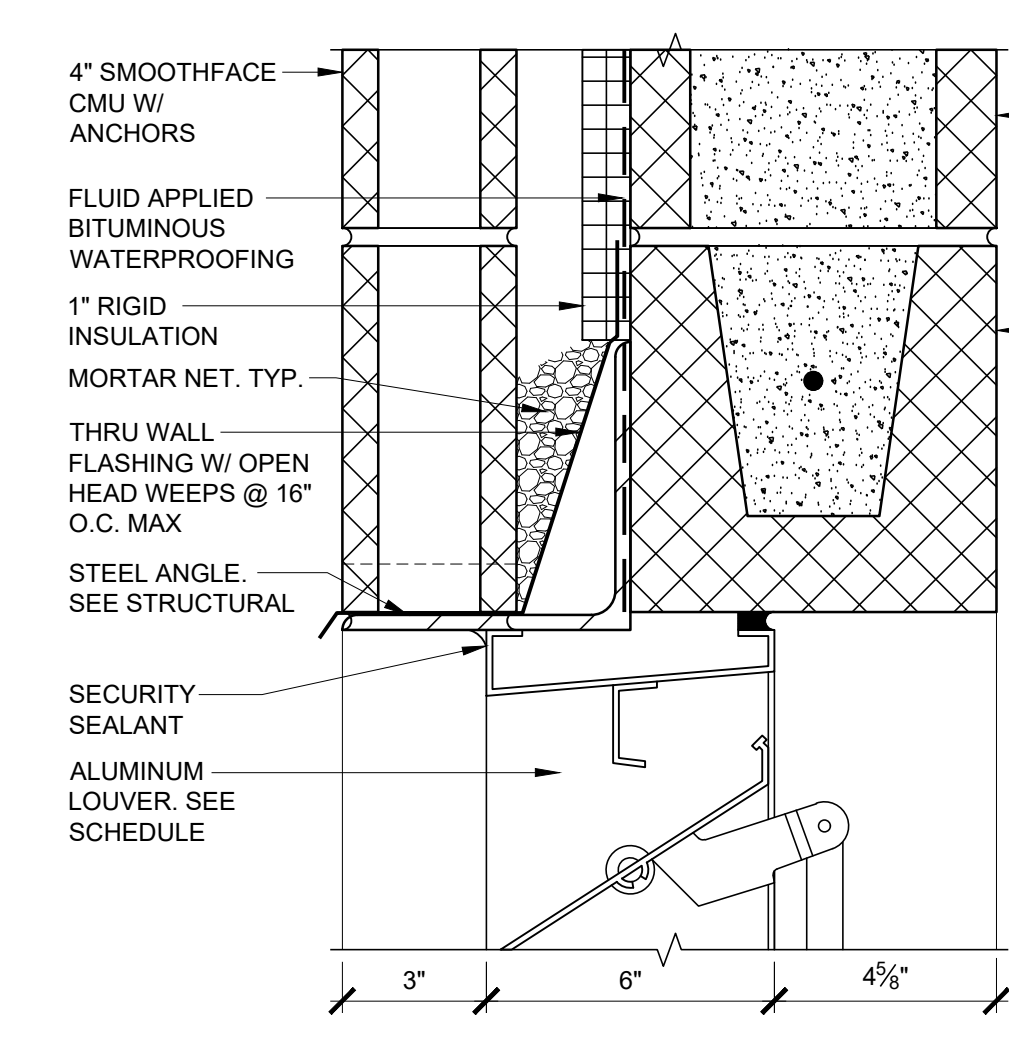 4" SMOOTHFACE
CMU W/
ANCHORS
FLUID APPLIED
BITUMINOUS
WATERPROOFING
1" RIGID
INSULATION
MORTAR NET. TYP.
THRU WALL
FLASHING W/ OPEN
HEAD WEEPS @ 16"
O.C. MAX
STEEL ANGLE.
SEE STRUCTURAL
SECURITY
SEALANT
ALUMINUM
LOUVER. SEE
SCHEDULE
3" 6" 4⅝"